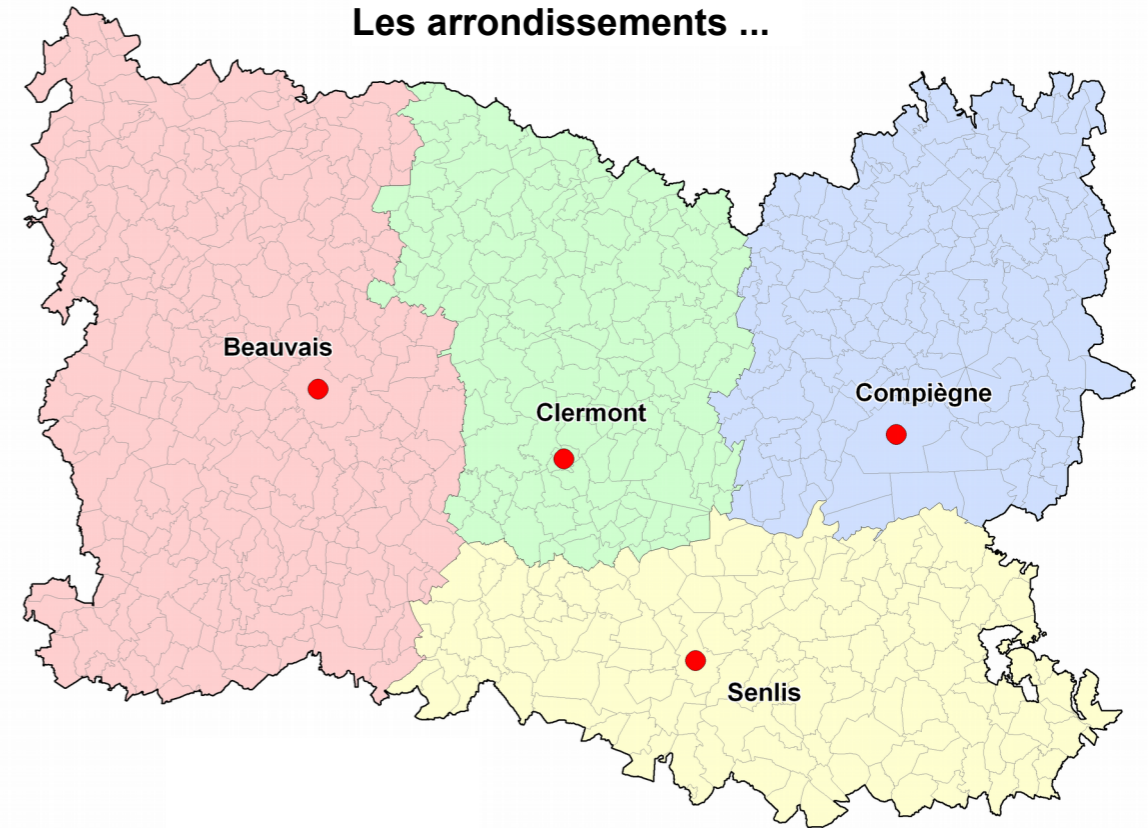 Les arrondissements ...
Beauvais
Compiègne
Clermont
Senlis